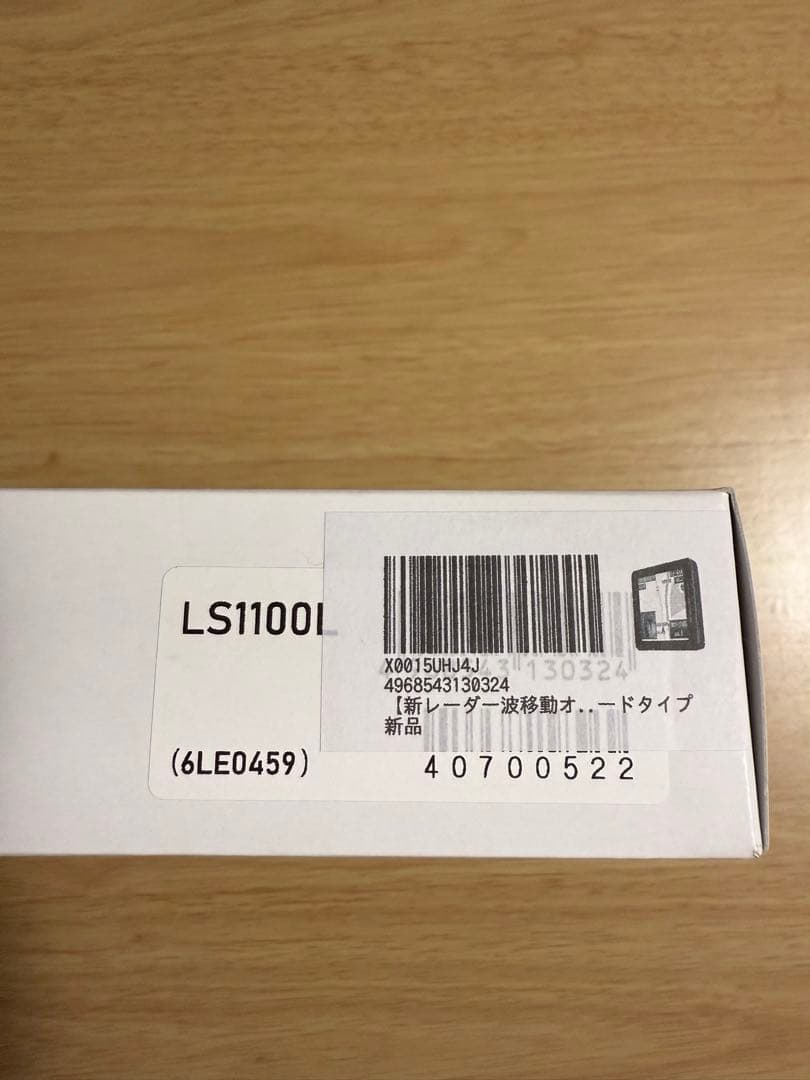 LS1100L
X0015UHJ4J
4968543130324
【新レーダー波移動オ..ードタイプ
新品
(6LE0459)
40700522